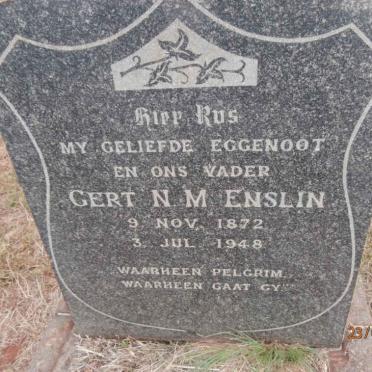 Hier Rus
MY GELIEFDE EGGENOOT
EN ONS VADER
GERT N M ENSLIN
9 NOV. 1872
3 JUL. 1948
„WAARHEEN PELGRIM,
WAARHEEN GAAT GY"
23/